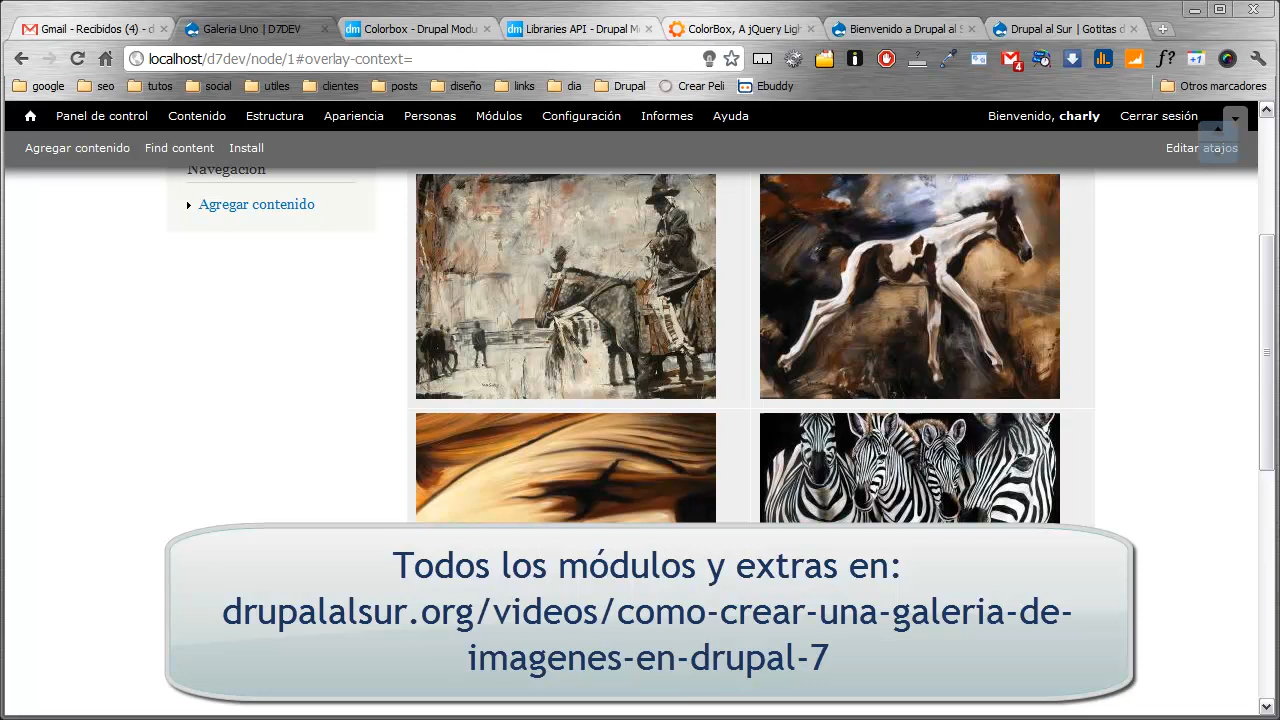 Gmail - Recibidos (4) - d
Galeria Uno | D7DEV
Colorbox - Drupal Módu
Libraries API - Drupal Mó
ColorBox, A jQuery Ligh
Bienvenido a Drupal al S
Drupal al Sur | Gotitas d
localhost/d7dev/node/1#overlay-context=
google
seo
tutos
social
utiles
clientes
posts
diseño
links
dia
Drupal
Crear Peli
Ebuddy
Otros marcadores
Panel de control
Contenido
Estructura
Apariencia
Personas
Módulos
Configuración
Informes
Ayuda
Bienvenido, charly
Cerrar sesión
Agregar contenido
Find content
Install
Editar atajos
Navegación
Agregar contenido
Todos los módulos y extras en:
drupalalsur.org/videos/como-crear-una-galeria-de-
imagenes-en-drupal-7